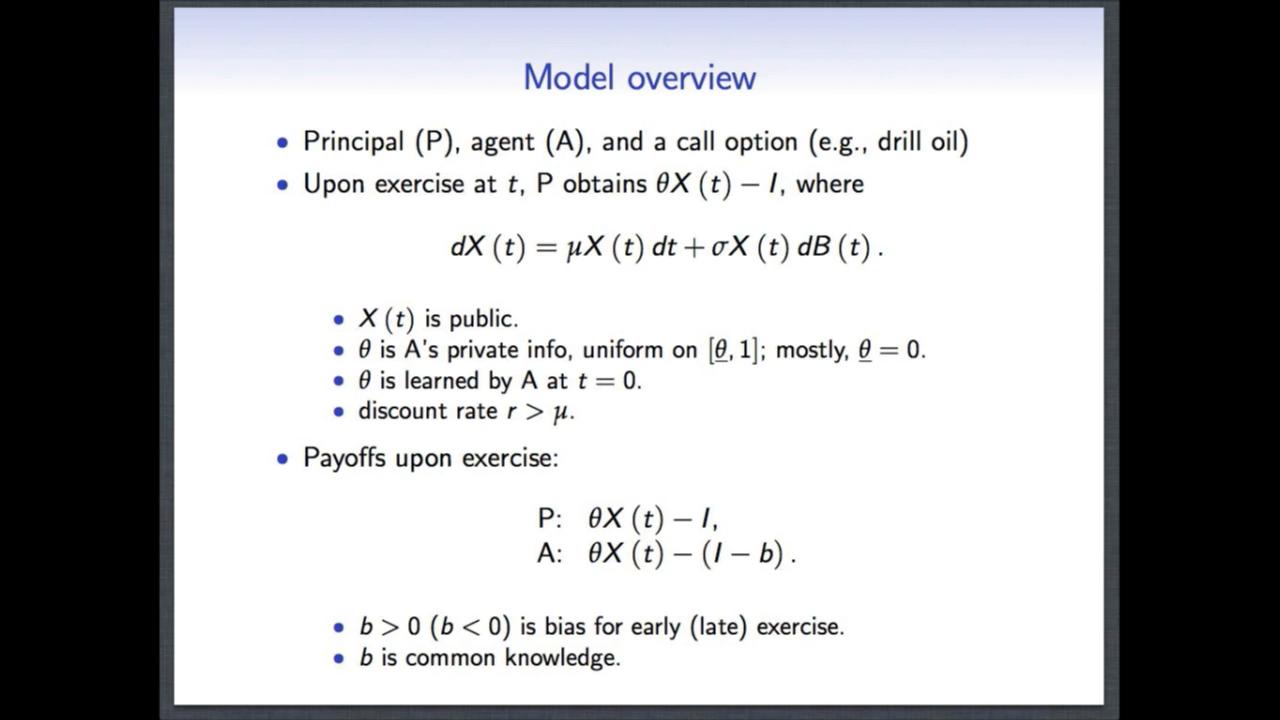 Model overview
• Principal (P), agent (A), and a call option (e.g., drill oil)
• Upon exercise at t, P obtains θX (t) − I, where
dX (t) = μX (t) dt + σX (t) dB (t) .
• X (t) is public.
• θ is A's private info, uniform on [θ̲, 1]; mostly, θ̲ = 0.
• θ is learned by A at t = 0.
• discount rate r > μ.
• Payoffs upon exercise:
P: θX (t) − I,
A: θX (t) − (I − b) .
• b > 0 (b < 0) is bias for early (late) exercise.
• b is common knowledge.